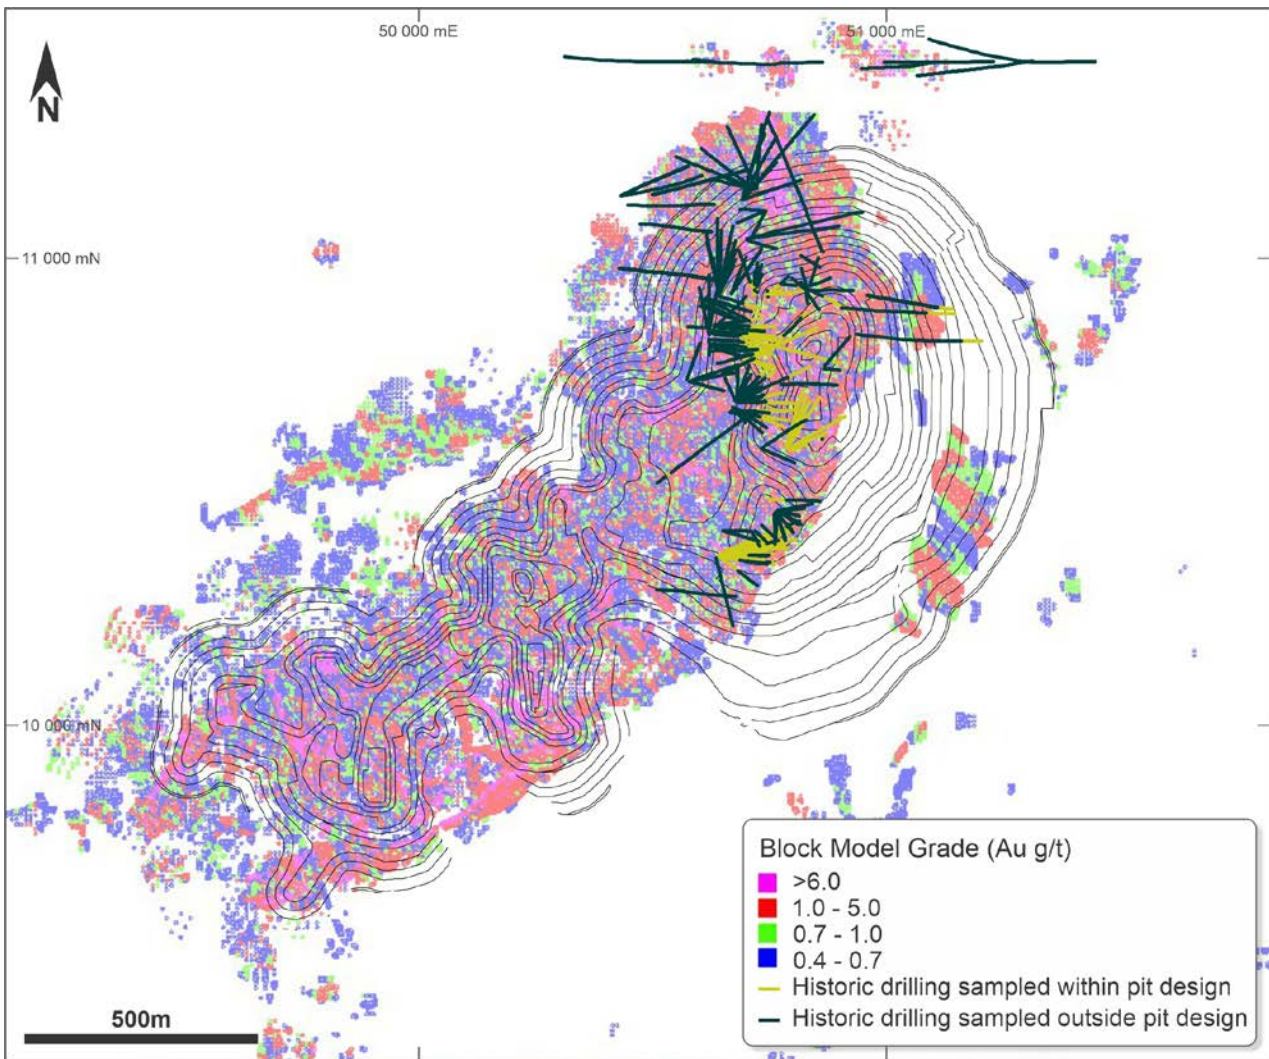 50 000 mE
51 000 mE
N
11 000 mN
10 000 mN
Block Model Grade (Au g/t)
>6.0
1.0 - 5.0
0.7 - 1.0
0.4 - 0.7
Historic drilling sampled within pit design
Historic drilling sampled outside pit design
500m